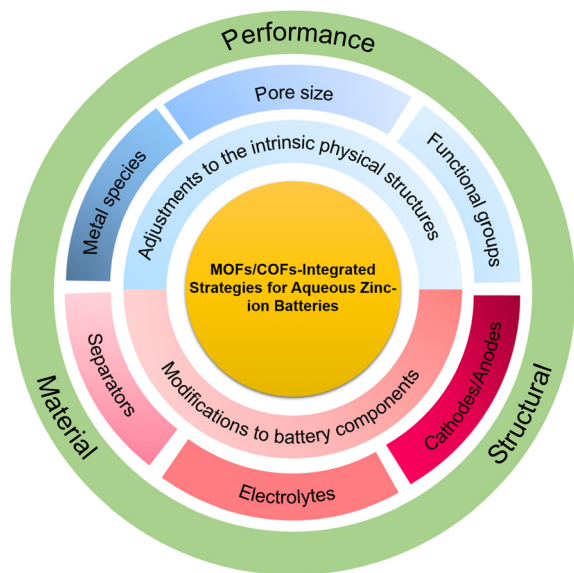 Performance
Pore size
Metal species
Functional groups
Adjustments to the intrinsic physical structures
MOFs/COFs-Integrated
Strategies for Aqueous Zinc-
ion Batteries
Modifications to battery components
Separators
Cathodes/Anodes
Electrolytes
Material
Structural